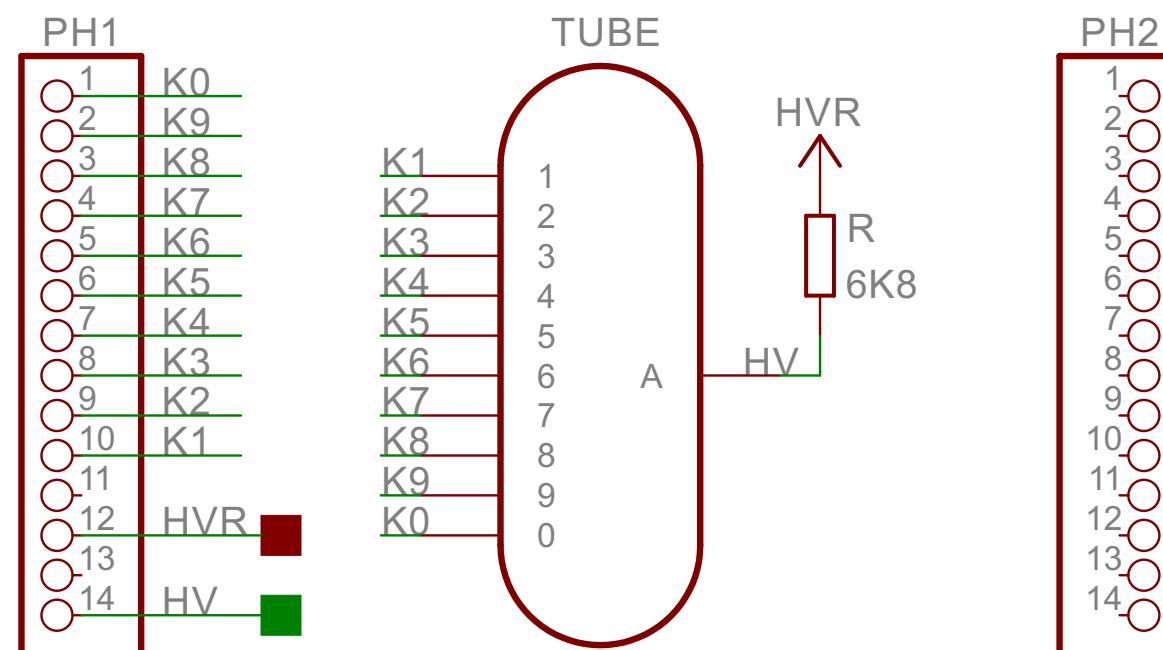 PH1
1 K0
2 K9
3 K8
4 K7
5 K6
6 K5
7 K4
8 K3
9 K2
10 K1
11
12 HVR
13
14 HV
TUBE
K1 1
K2 2
K3 3
K4 4
K5 5
K6 6
K7 7
K8 8
K9 9
K0 0
A HV
HVR
R
6K8
PH2
1
2
3
4
5
6
7
8
9
10
11
12
13
14